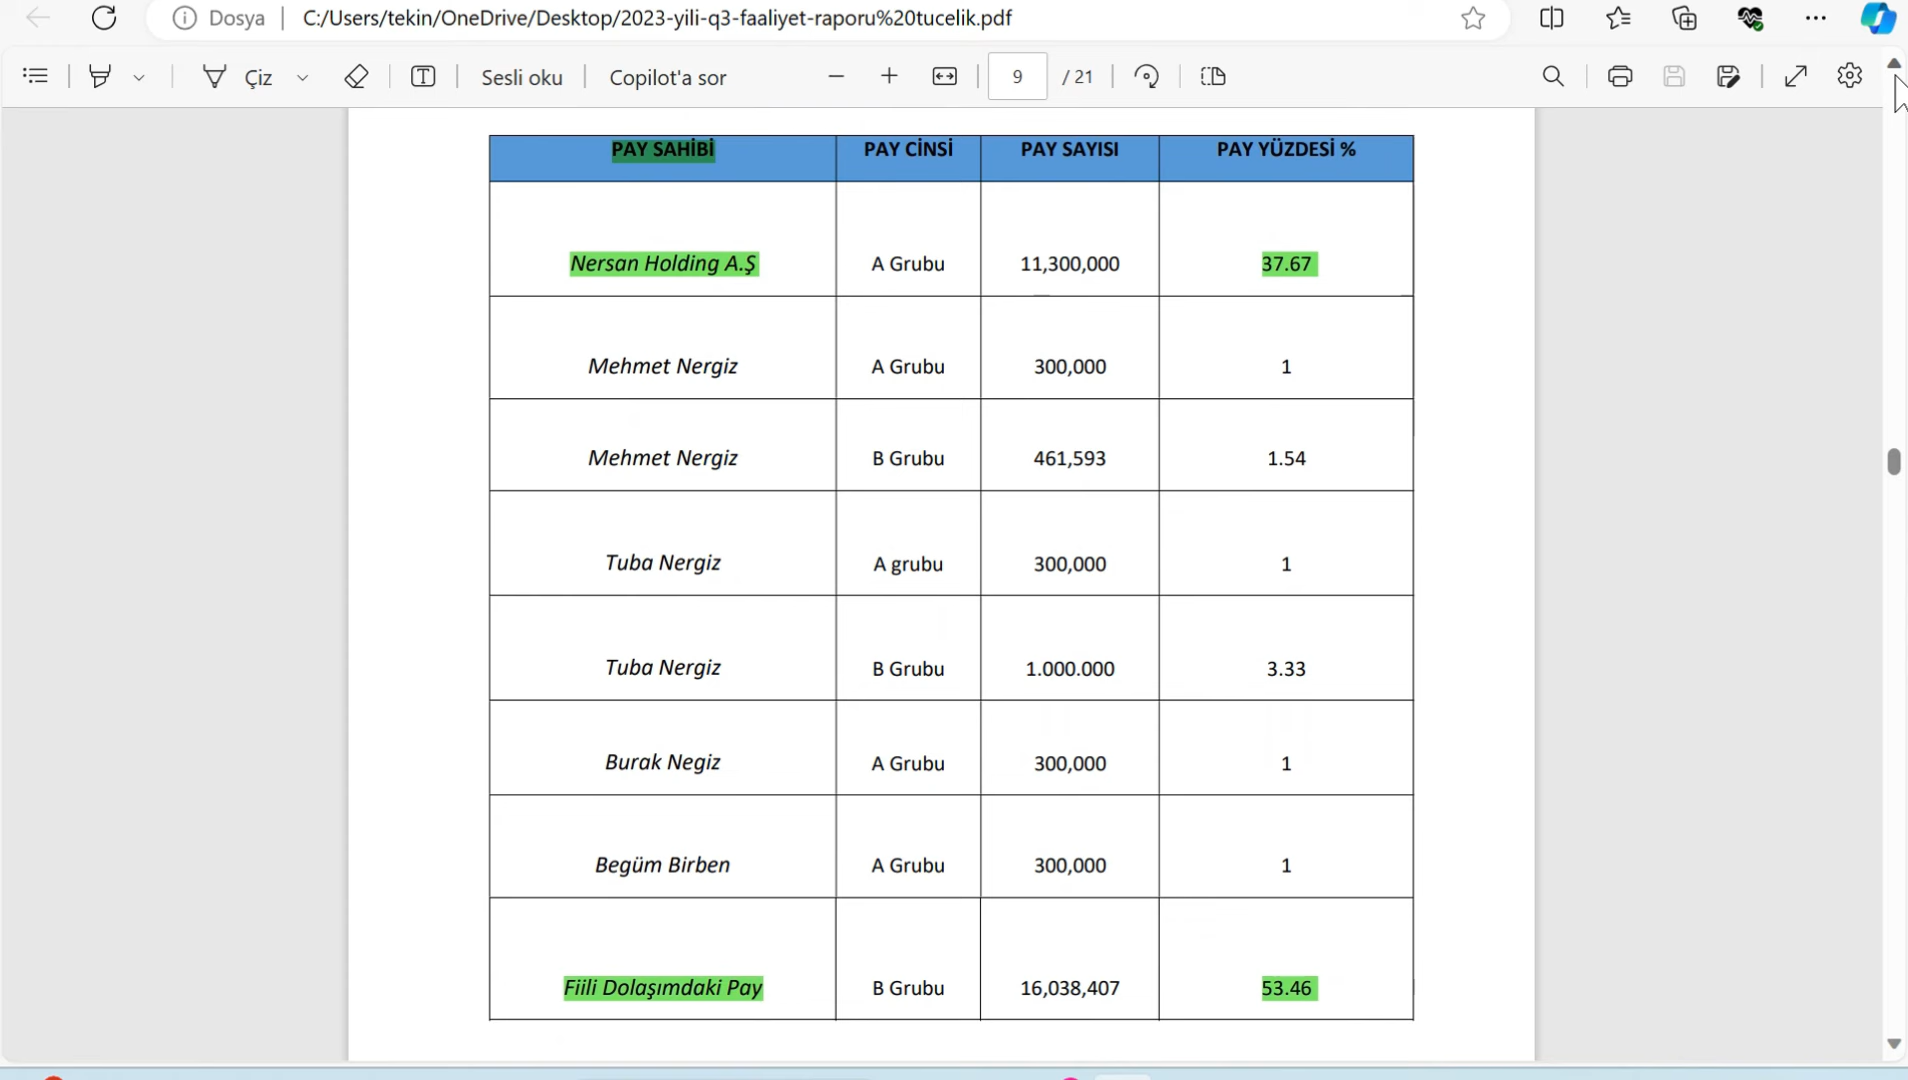 Dosya C:/Users/tekin/OneDrive/Desktop/2023-yili-q3-faaliyet-raporu%20tucelik.pdf
Çiz Sesli oku Copilot'a sor 9 / 21
PAY SAHİBİ PAY CİNSİ PAY SAYISI PAY YÜZDESİ %
Nersan Holding A.Ş A Grubu 11,300,000 37.67
Mehmet Nergiz A Grubu 300,000 1
Mehmet Nergiz B Grubu 461,593 1.54
Tuba Nergiz A grubu 300,000 1
Tuba Nergiz B Grubu 1.000.000 3.33
Burak Negiz A Grubu 300,000 1
Begüm Birben A Grubu 300,000 1
Fiili Dolaşımdaki Pay B Grubu 16,038,407 53.46